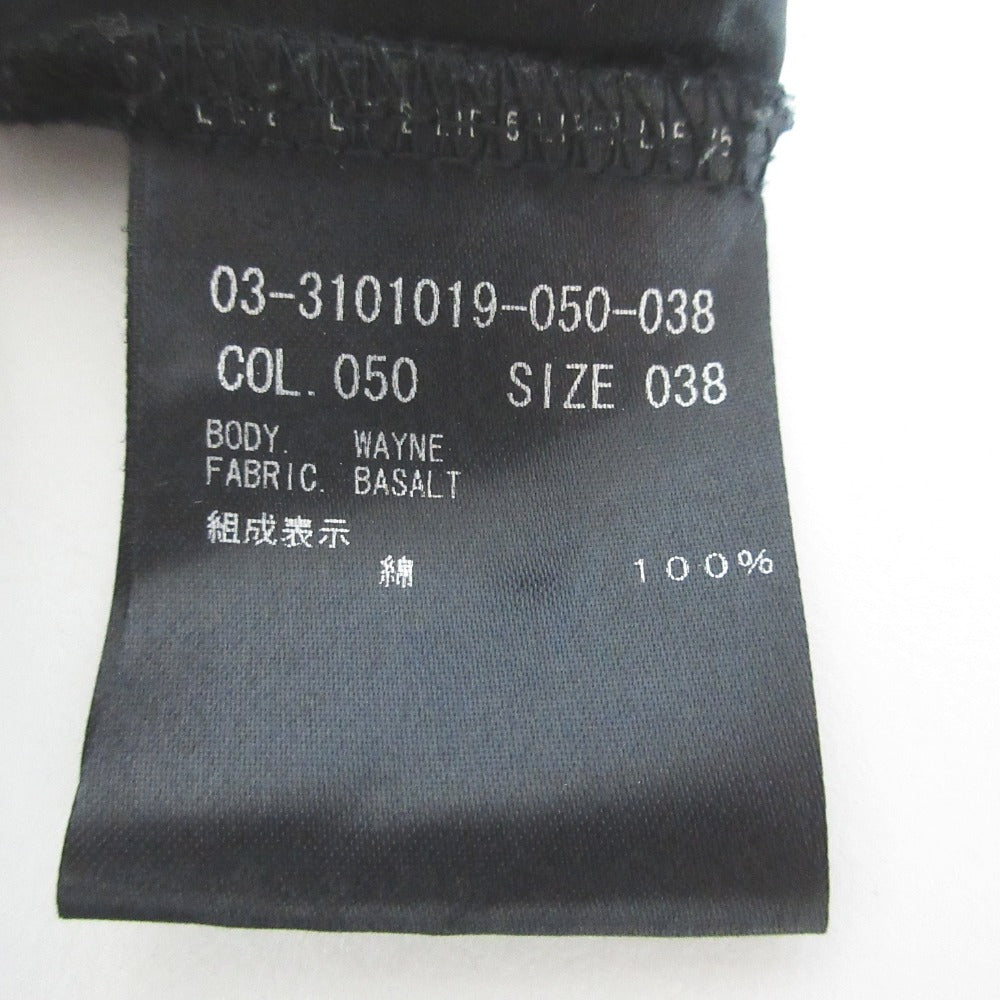 03-3101019-050-038
COL. 050 SIZE 038
BODY. WAYNE
FABRIC. BASALT
組成表示
綿 100%